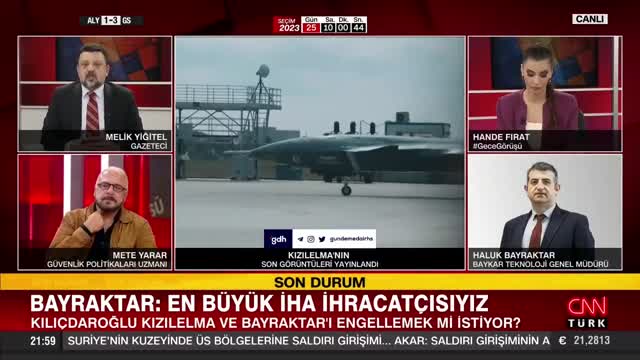 ALY 1-3 GS
SEÇİM 2023 Gün 25 Sa. 10 Dk. 00 Sn. 44
CANLI
MELİK YİĞİTEL
GAZETECİ
HANDE FIRAT
#GeceGörüşü
gdh gundemedairhs
METE YARAR
GÜVENLİK POLİTİKALARI UZMANI
KIZILELMA'NIN
SON GÖRÜNTÜLERİ YAYINLANDI
HALUK BAYRAKTAR
BAYKAR TEKNOLOJİ GENEL MÜDÜRÜ
SON DURUM
BAYRAKTAR: EN BÜYÜK İHA İHRACATÇISIYIZ
KILIÇDAROĞLU KIZILELMA VE BAYRAKTAR'I ENGELLEMEK Mİ İSTİYOR?
CNN
TÜRK
21:59 SURİYE'NİN KUZEYİNDE ÜS BÖLGELERİNE SALDIRI GİRİŞİMİ... AKAR: SALDIRI GİRİŞİMİNİN A € 21,2813